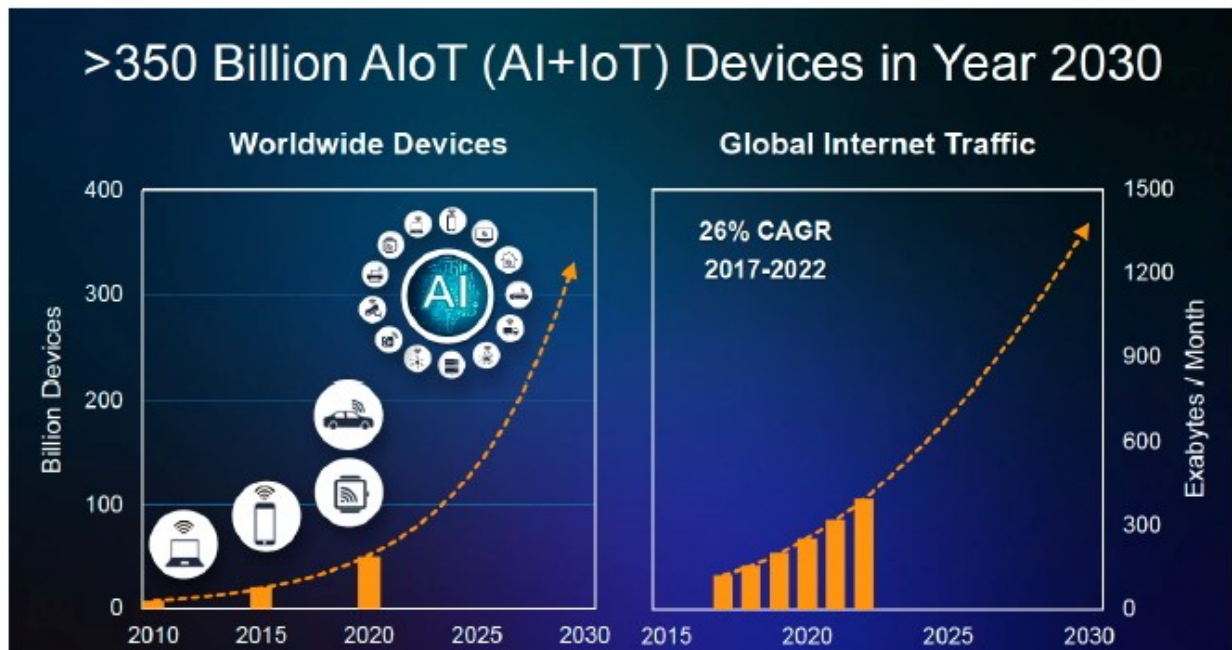 >350 Billion AIoT (AI+IoT) Devices in Year 2030
Worldwide Devices
Billion Devices
400
300
200
100
0
AI
2010 2015 2020 2025 2030
Global Internet Traffic
26% CAGR
2017-2022
1500
1200
900
600
300
0
Exabytes / Month
2015 2020 2025 2030